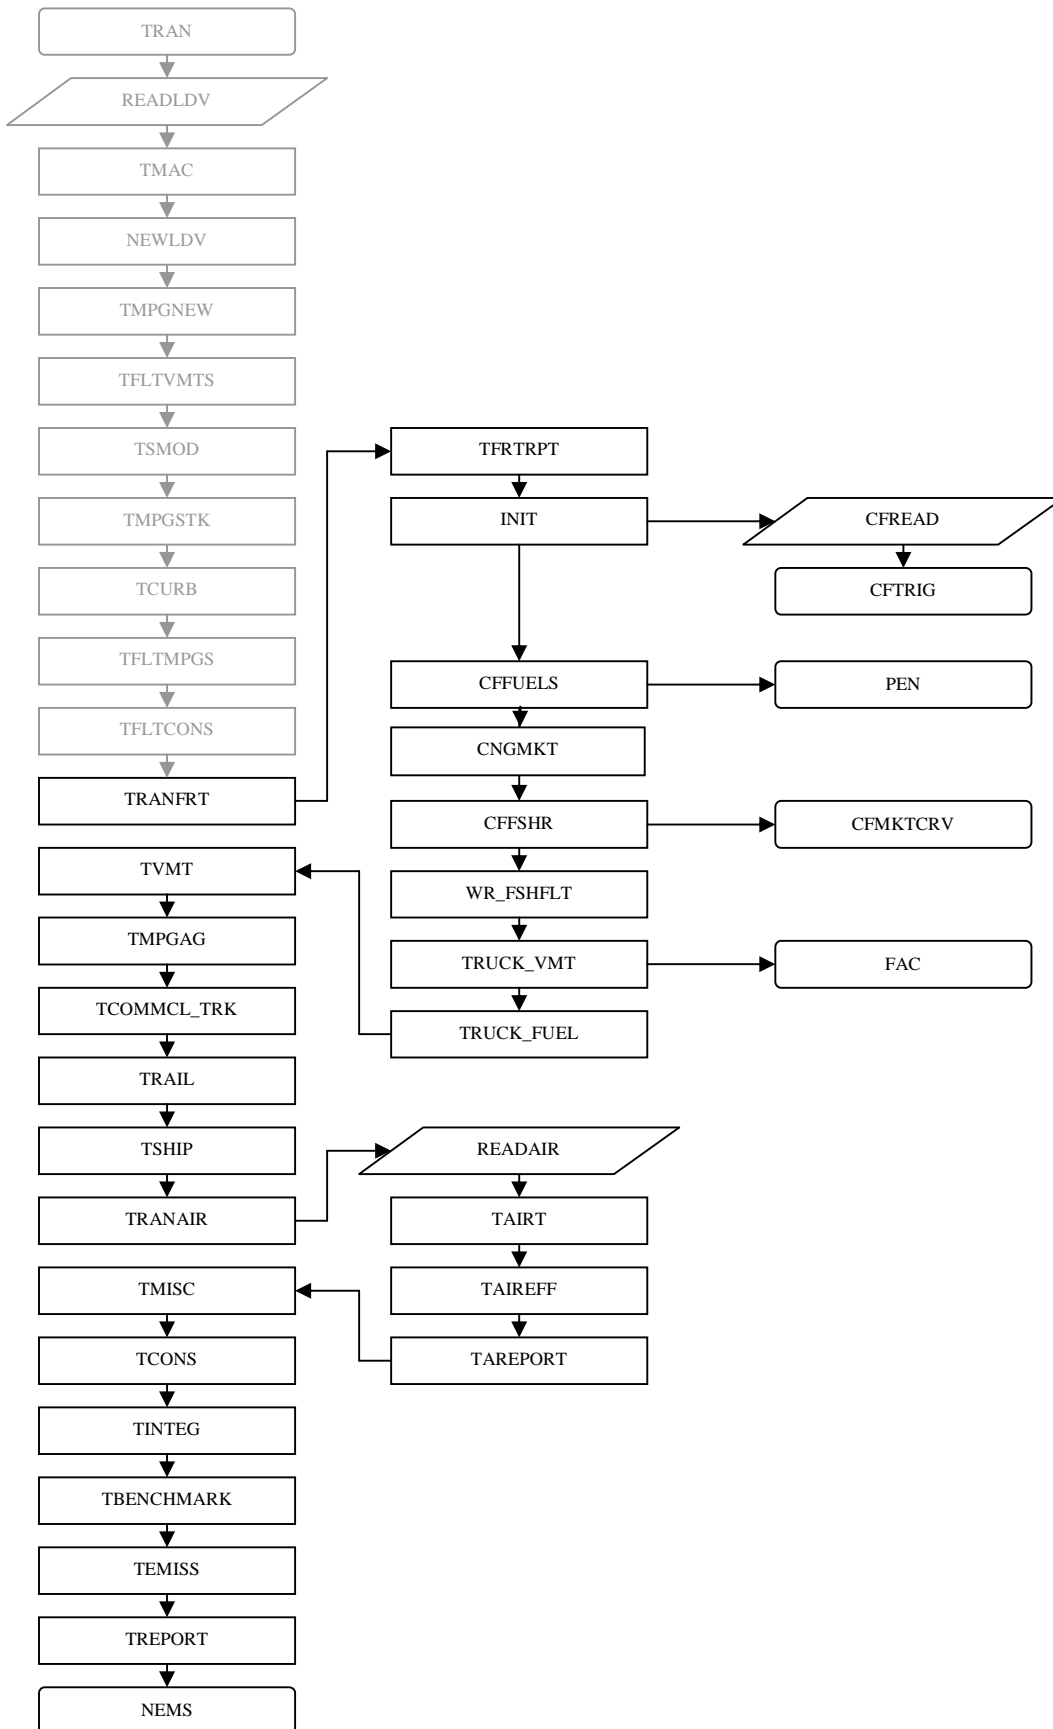 TRAN
READLDV
TMAC
NEWLDV
TMPGNEW
TFLTVMTS
TSMOD
TMPGSTK
TCURB
TFLTMPGS
TFLTCONS
TRANFRT
TFRTRPT
INIT
CFREAD
CFTRIG
CFFUELS
PEN
CNGMKT
CFFSHR
CFMKTCRV
WR_FSHFLT
TRUCK_VMT
FAC
TRUCK_FUEL
TVMT
TMPGAG
TCOMMCL_TRK
TRAIL
TSHIP
TRANAIR
READAIR
TAIRT
TAIREFF
TAREPORT
TMISC
TCONS
TINTEG
TBENCHMARK
TEMISS
TREPORT
NEMS